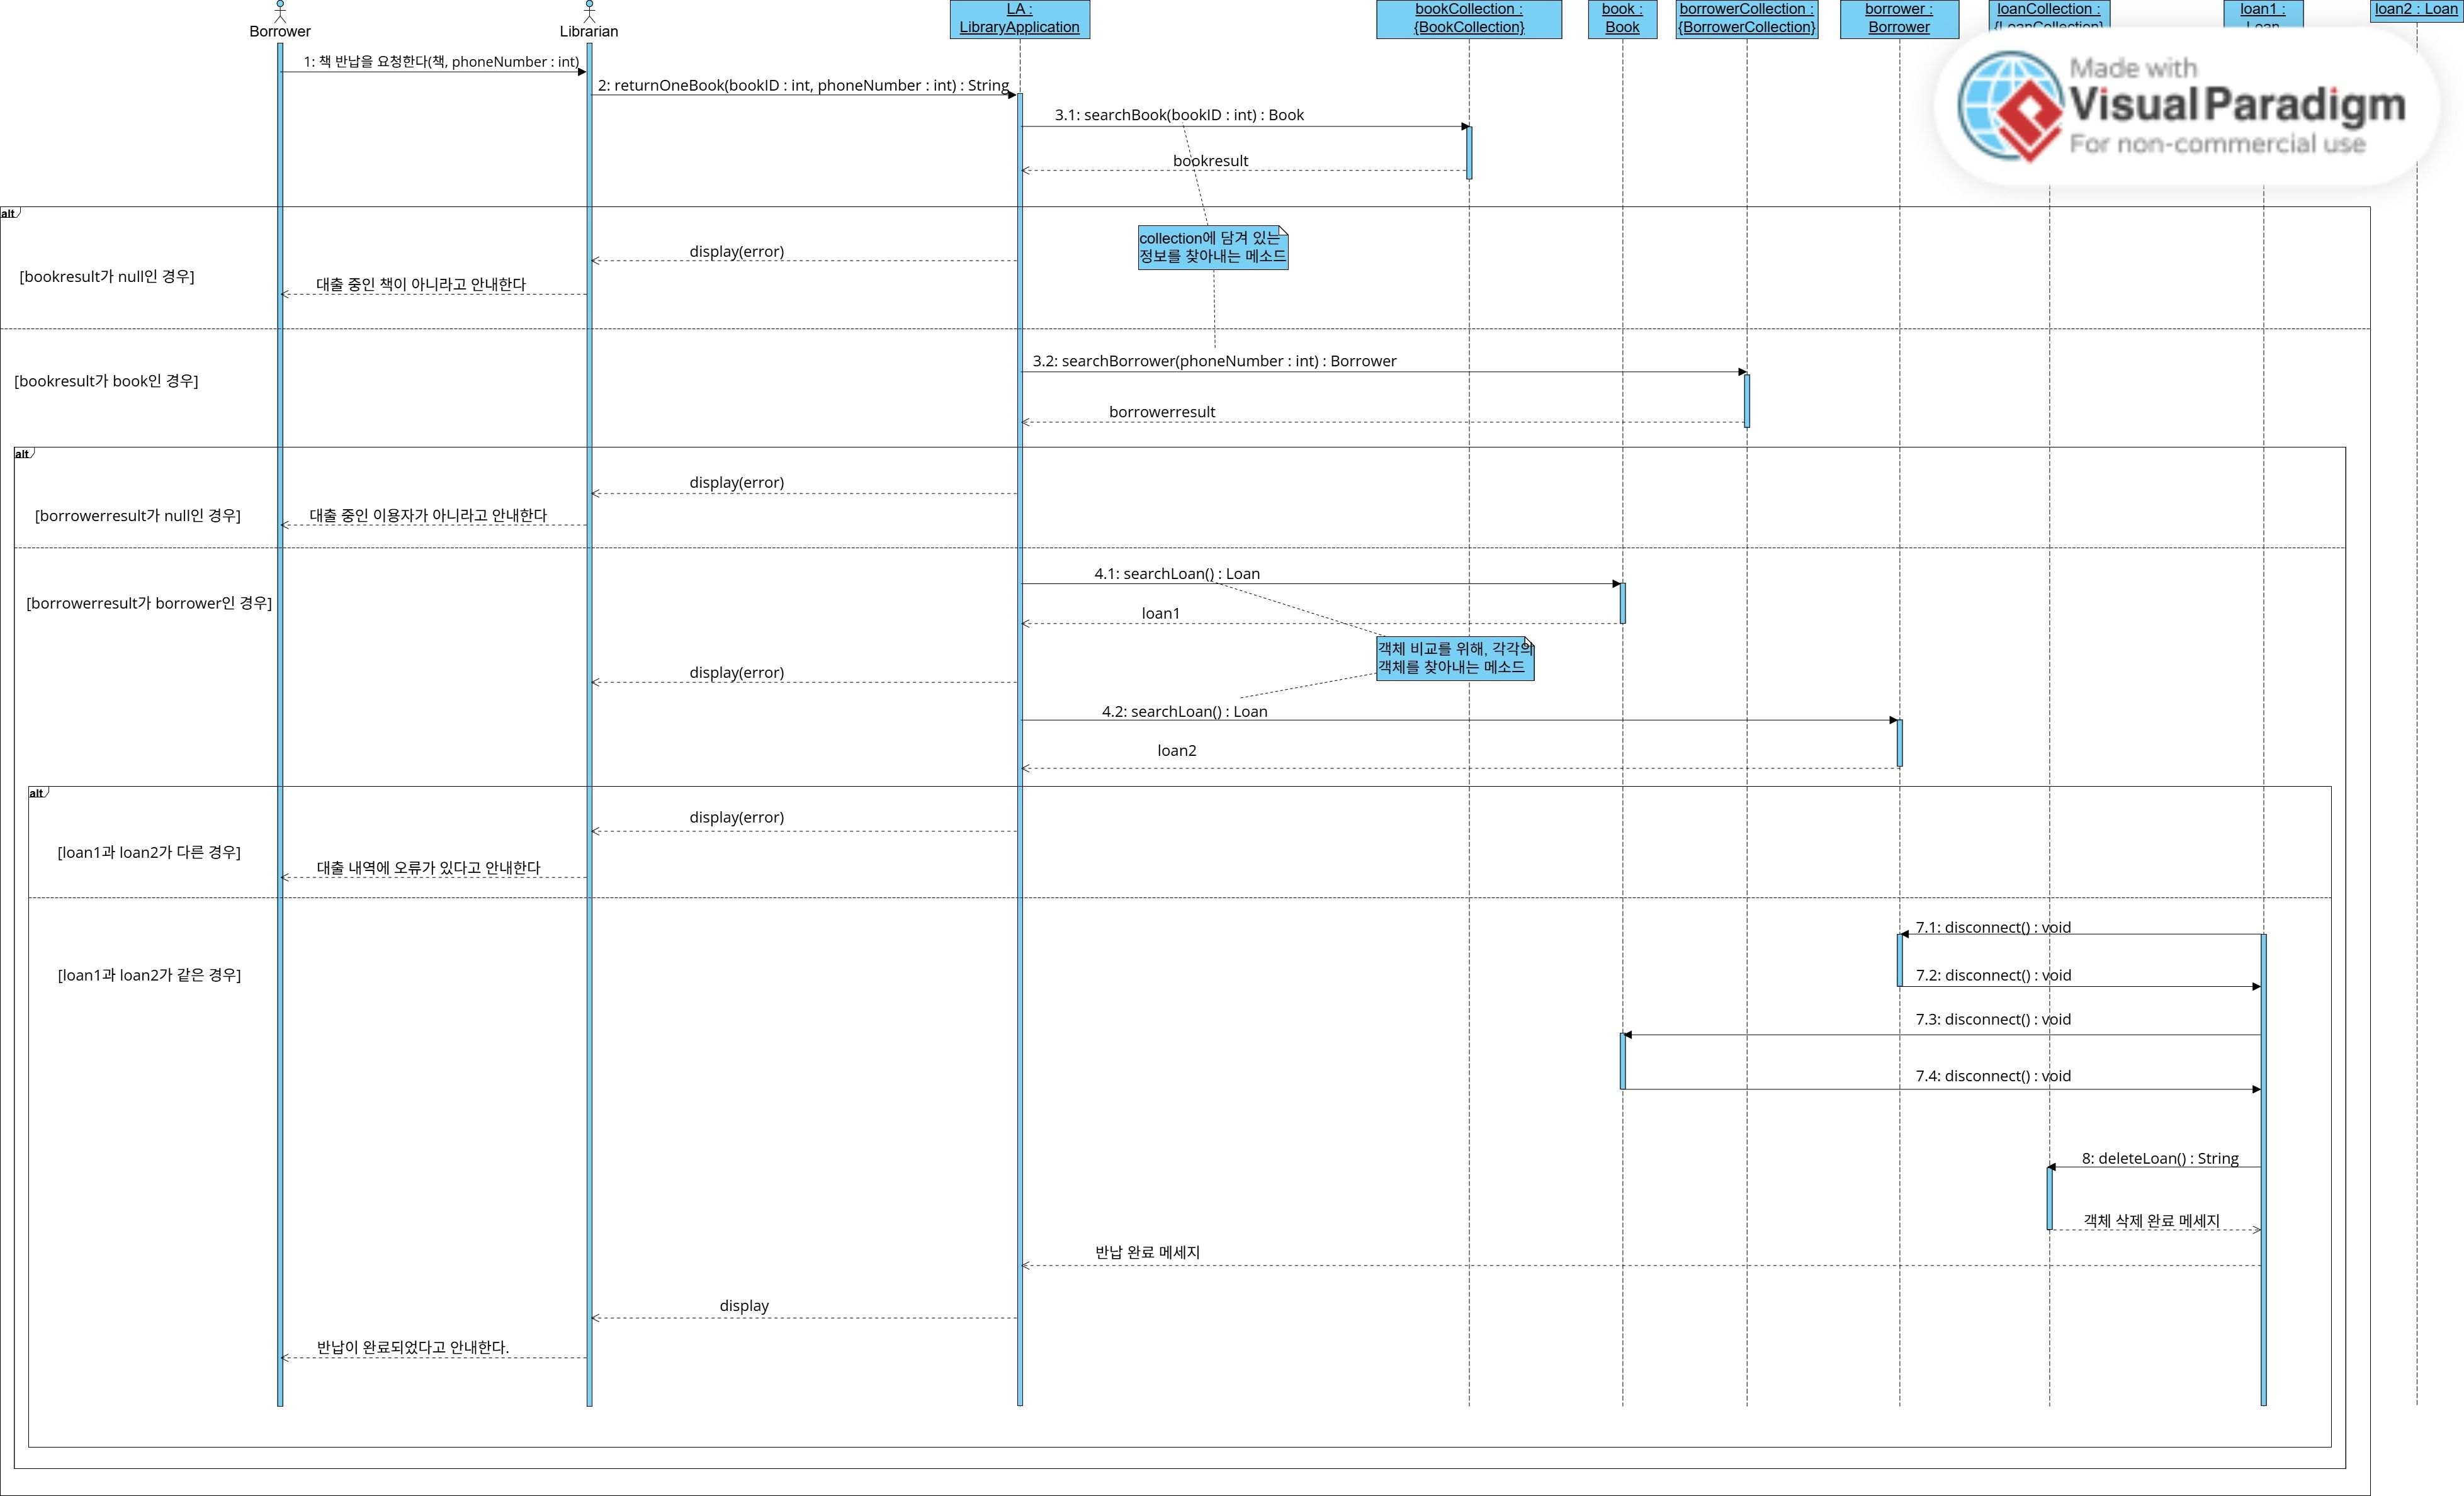 Borrower
Librarian
LA :
LibraryApplication
bookCollection :
{BookCollection}
book :
Book
borrowerCollection :
{BorrowerCollection}
borrower :
Borrower
loanCollection :
{LoanCollection}
loan1 :
Loan
loan2 : Loan
Made with
Visual Paradigm
For non-commercial use
1: 책 반납을 요청한다(책, phoneNumber : int)
2: returnOneBook(bookID : int, phoneNumber : int) : String
3.1: searchBook(bookID : int) : Book
bookresult
alt
collection에 담겨 있는
정보를 찾아내는 메소드
display(error)
[bookresult가 null인 경우]
대출 중인 책이 아니라고 안내한다
3.2: searchBorrower(phoneNumber : int) : Borrower
[bookresult가 book인 경우]
borrowerresult
alt
display(error)
[borrowerresult가 null인 경우]
대출 중인 이용자가 아니라고 안내한다
4.1: searchLoan() : Loan
[borrowerresult가 borrower인 경우]
loan1
객체 비교를 위해, 각각의
객체를 찾아내는 메소드
display(error)
4.2: searchLoan() : Loan
loan2
alt
display(error)
[loan1과 loan2가 다른 경우]
대출 내역에 오류가 있다고 안내한다
7.1: disconnect() : void
[loan1과 loan2가 같은 경우]
7.2: disconnect() : void
7.3: disconnect() : void
7.4: disconnect() : void
8: deleteLoan() : String
객체 삭제 완료 메세지
반납 완료 메세지
display
반납이 완료되었다고 안내한다.